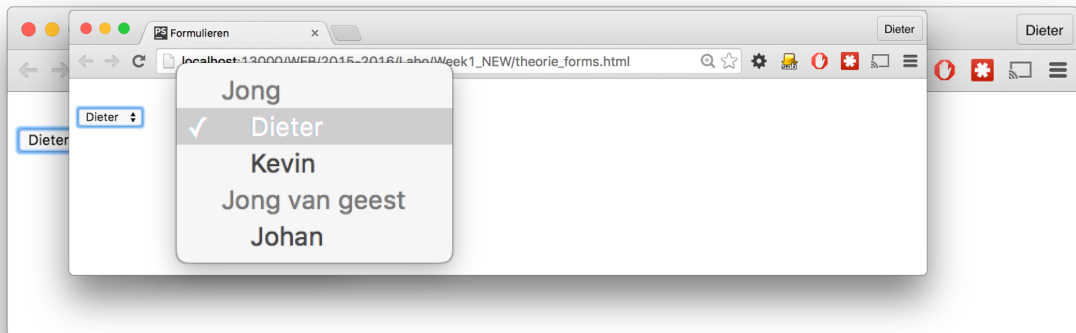 PS Formulieren
Dieter
Dieter
localhost:13000/WEB/2015-2016/Labo/Week1_NEW/theorie_forms.html
Dieter
Dieter
Jong
Dieter
Kevin
Jong van geest
Johan